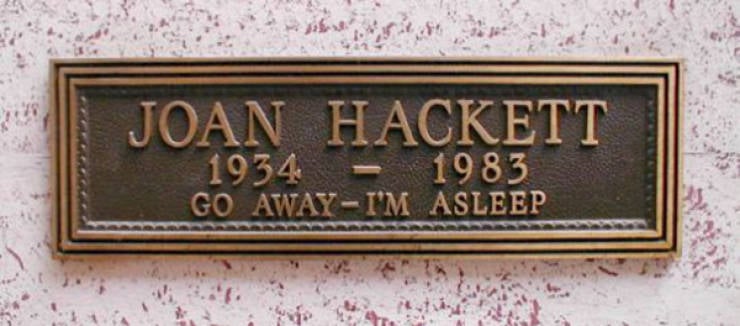 JOAN HACKETT
1934 – 1983
GO AWAY – I'M ASLEEP